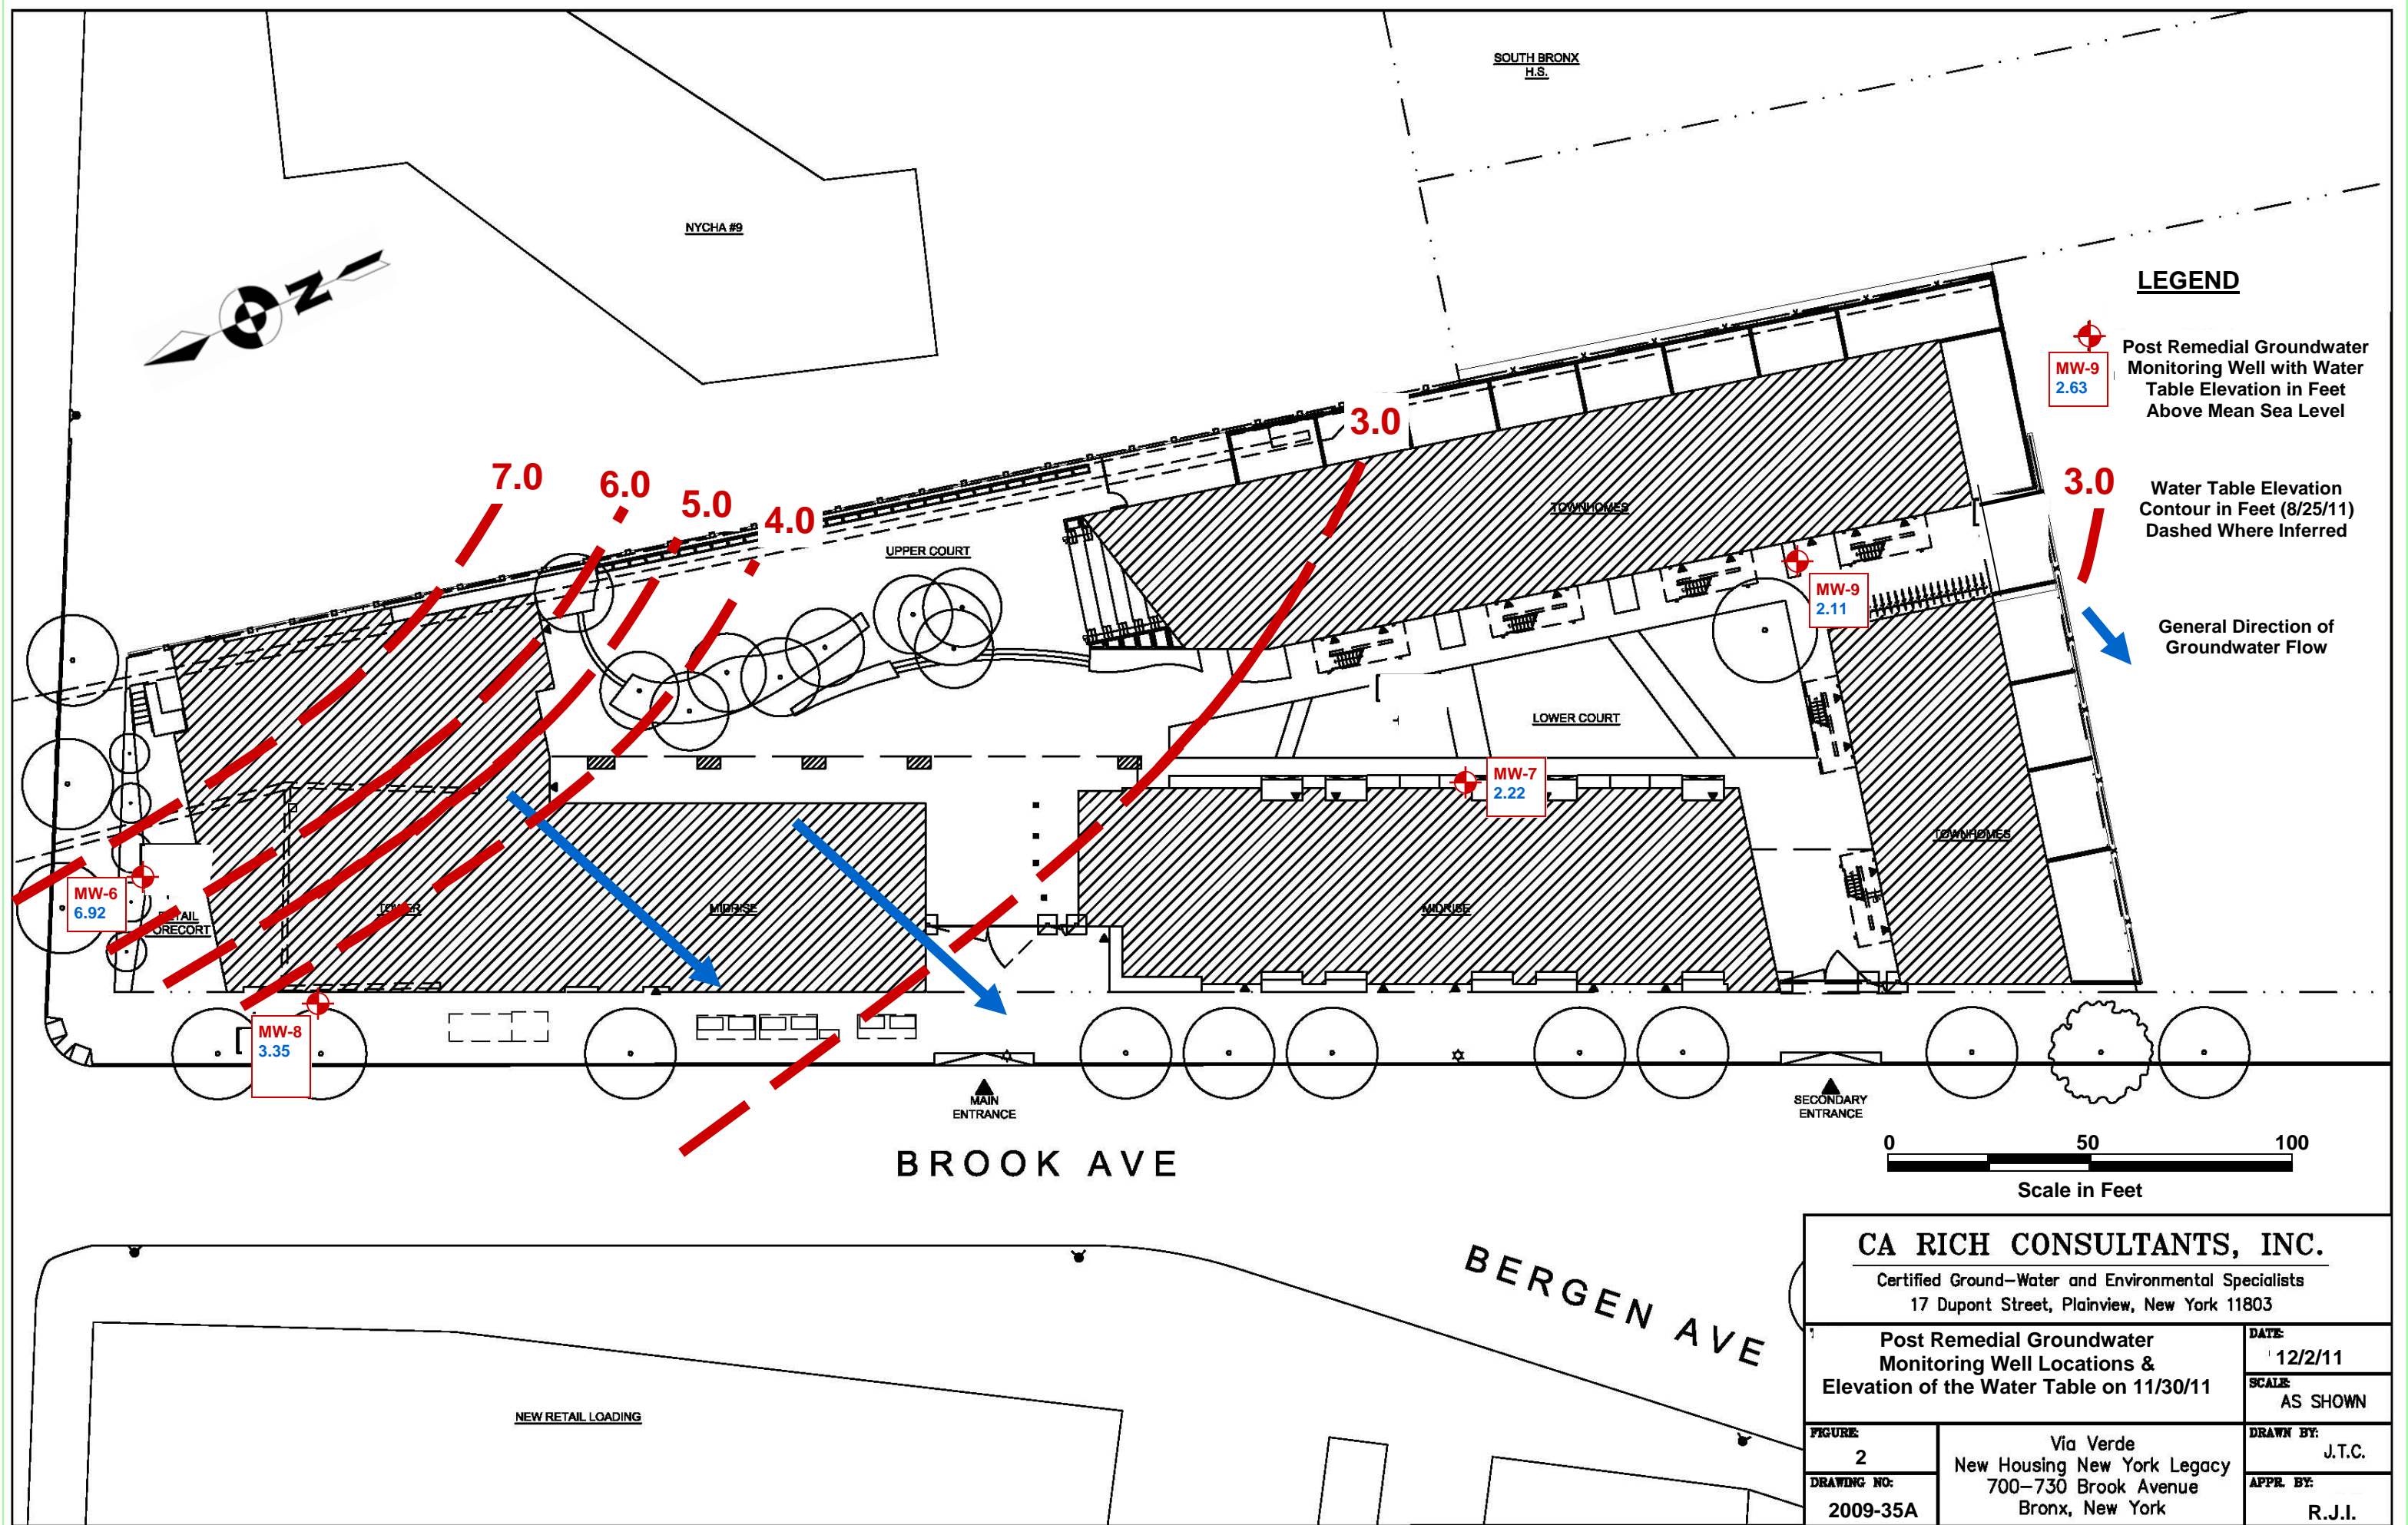 SOUTH BRONX
H.S.
NYCHA #9
N
LEGEND
MW-9
2.63
Post Remedial Groundwater
Monitoring Well with Water
Table Elevation in Feet
Above Mean Sea Level
3.0
Water Table Elevation
Contour in Feet (8/25/11)
Dashed Where Inferred
General Direction of
Groundwater Flow
7.0
6.0
5.0
4.0
3.0
UPPER COURT
TOWNHOMES
MW-9
2.11
LOWER COURT
MW-7
2.22
TOWNHOMES
MW-6
6.92
ETAIL
ORECORT
TOWER
MIDRISE
MIDRISE
MW-8
3.35
MAIN
ENTRANCE
SECONDARY
ENTRANCE
BROOK AVE
0 50 100
Scale in Feet
BERGEN AVE
NEW RETAIL LOADING
CA RICH CONSULTANTS, INC.
Certified Ground-Water and Environmental Specialists
17 Dupont Street, Plainview, New York 11803
Post Remedial Groundwater
Monitoring Well Locations &
Elevation of the Water Table on 11/30/11
DATE:
12/2/11
SCALE:
AS SHOWN
FIGURE:
2
DRAWING NO:
2009-35A
Via Verde
New Housing New York Legacy
700-730 Brook Avenue
Bronx, New York
DRAWN BY:
J.T.C.
APPR. BY:
R.J.I.